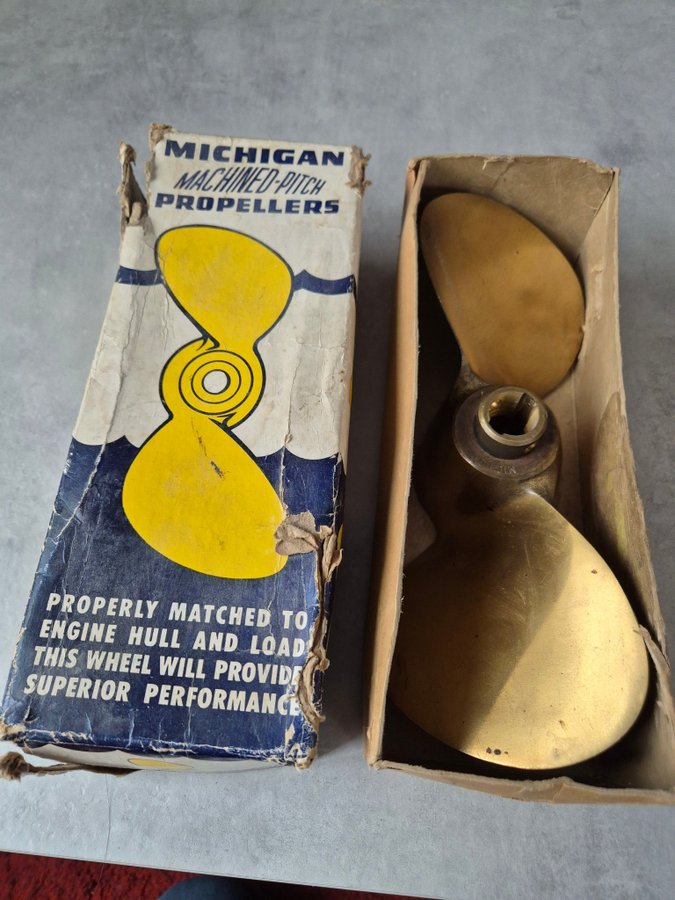 MICHIGAN
MACHINED-PITCH
PROPELLERS
PROPERLY MATCHED TO
ENGINE HULL AND LOAD
THIS WHEEL WILL PROVIDE
SUPERIOR PERFORMANCE